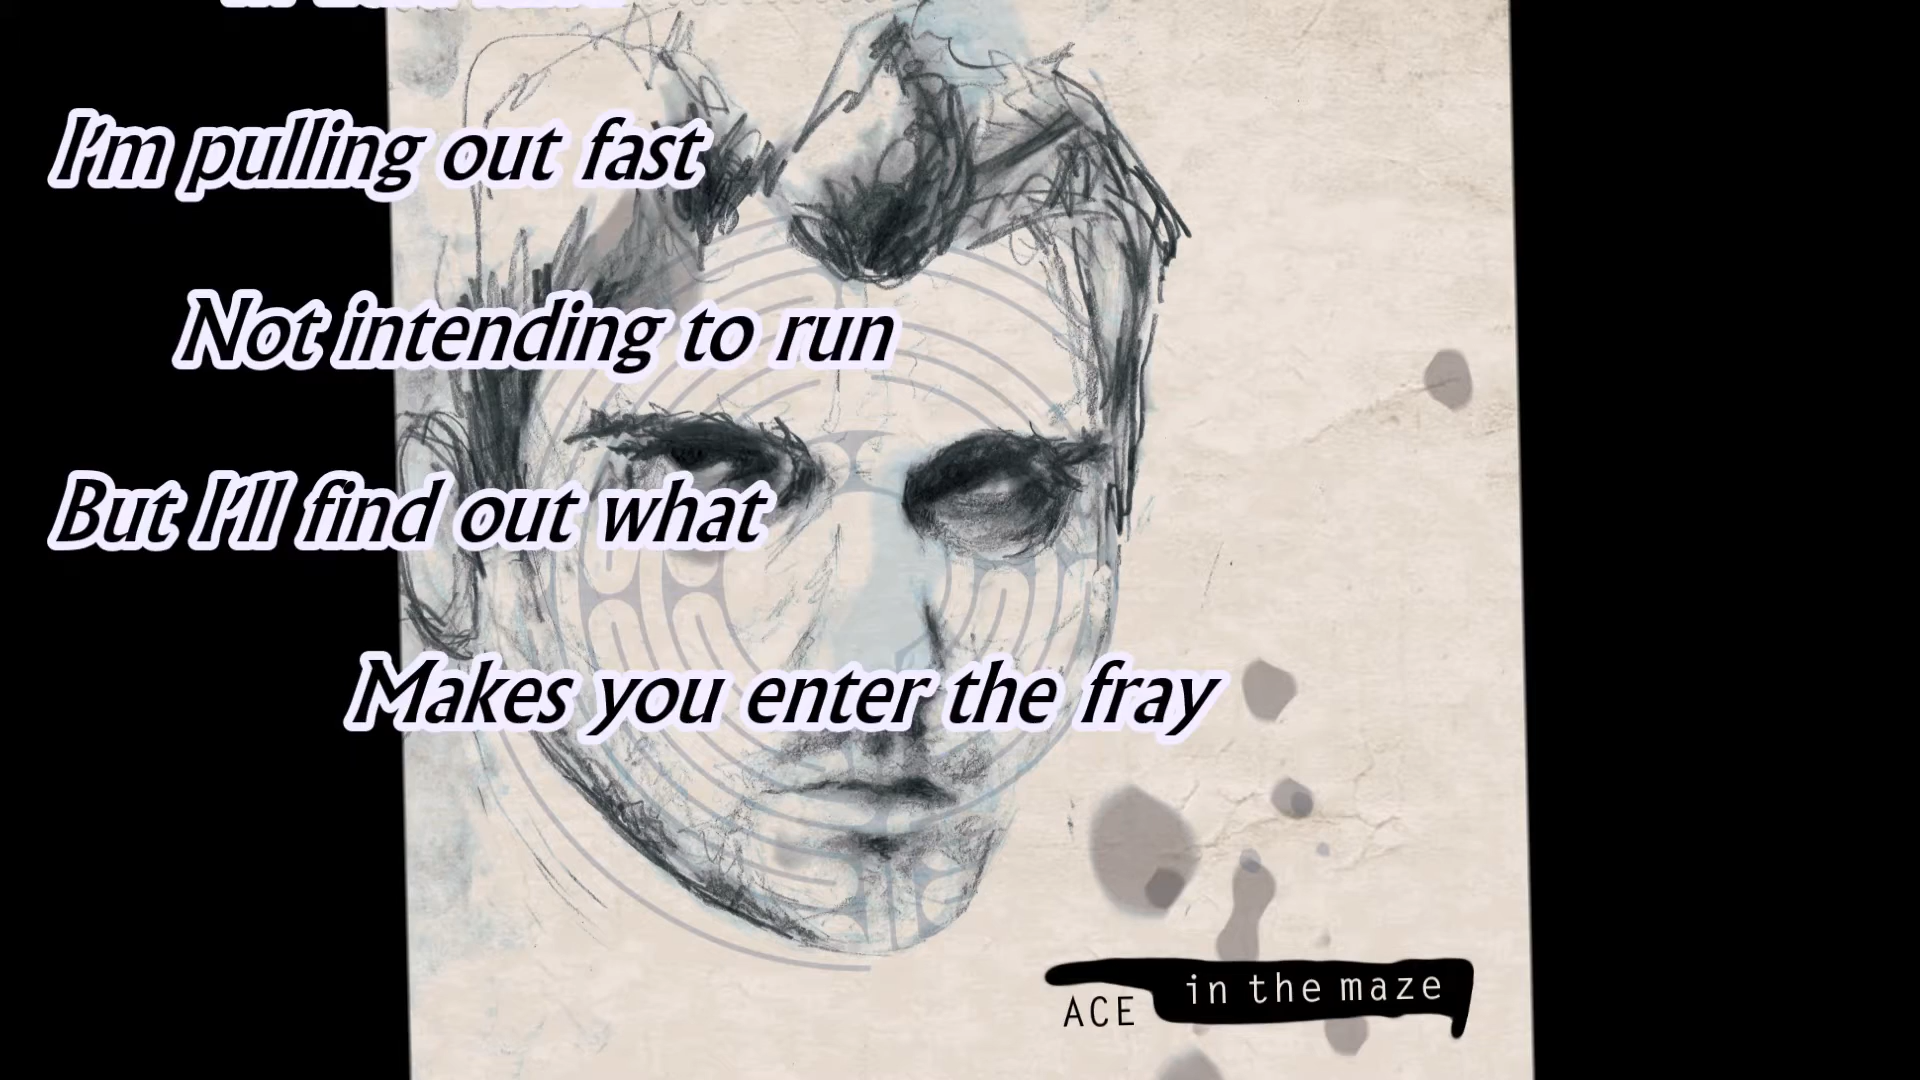 I'm pulling out fast
Not intending to run
But I'll find out what
Makes you enter the fray
ACE in the maze